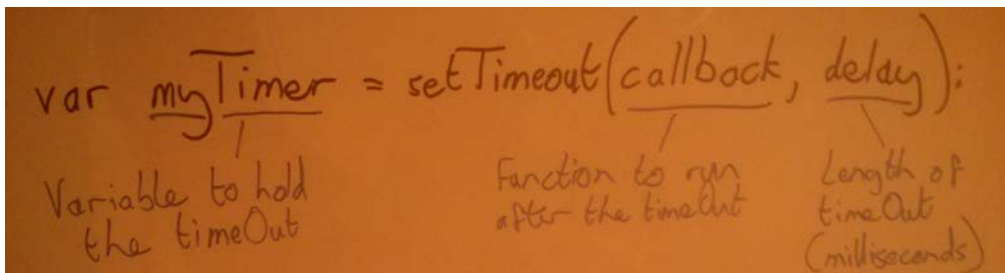 var myTimer = setTimeout(callback, delay);
Variable to hold
the timeOut
Function to run
after the timeOut
Length of
timeOut
(milliseconds)